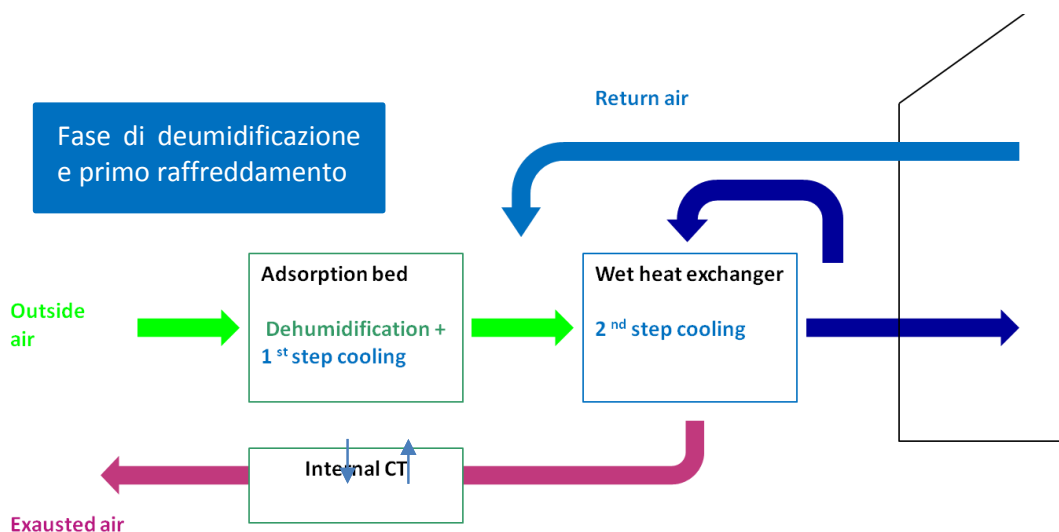 Return air
Fase di deumidificazione
e primo raffreddamento
Adsorption bed
Wet heat exchanger
Outside
air
Dehumidification +
1 st step cooling
2 nd step cooling
Internal CT
Exausted air